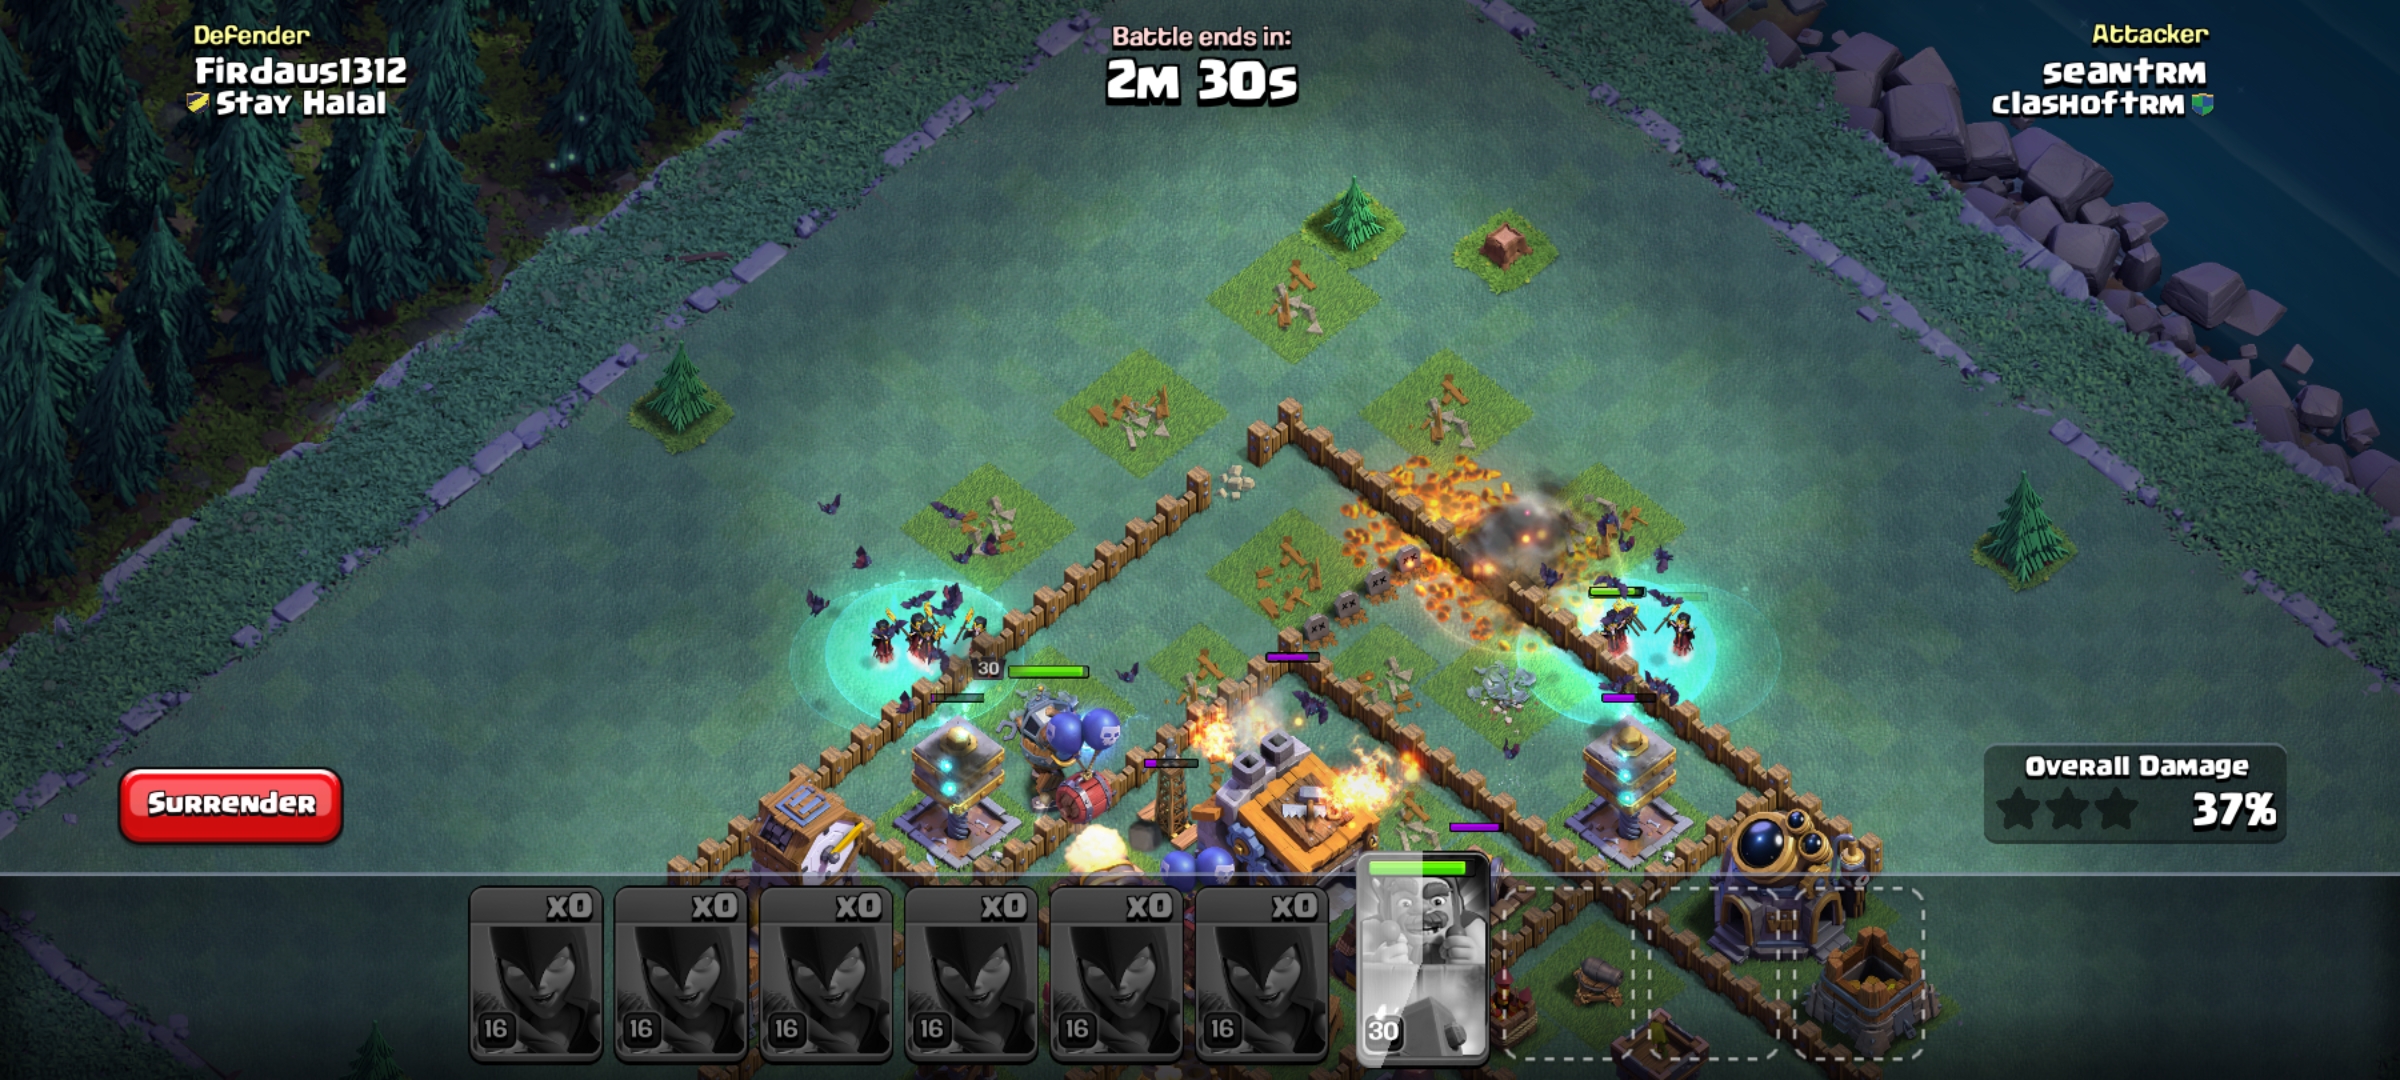 Defender
Firdaus1312
Stay Halal
Battle ends in:
2M 30s
Attacker
seantRM
clashoftRM
30
Surrender
Overall Damage
37%
x0
x0
x0
x0
x0
x0
16
16
16
16
16
16
30